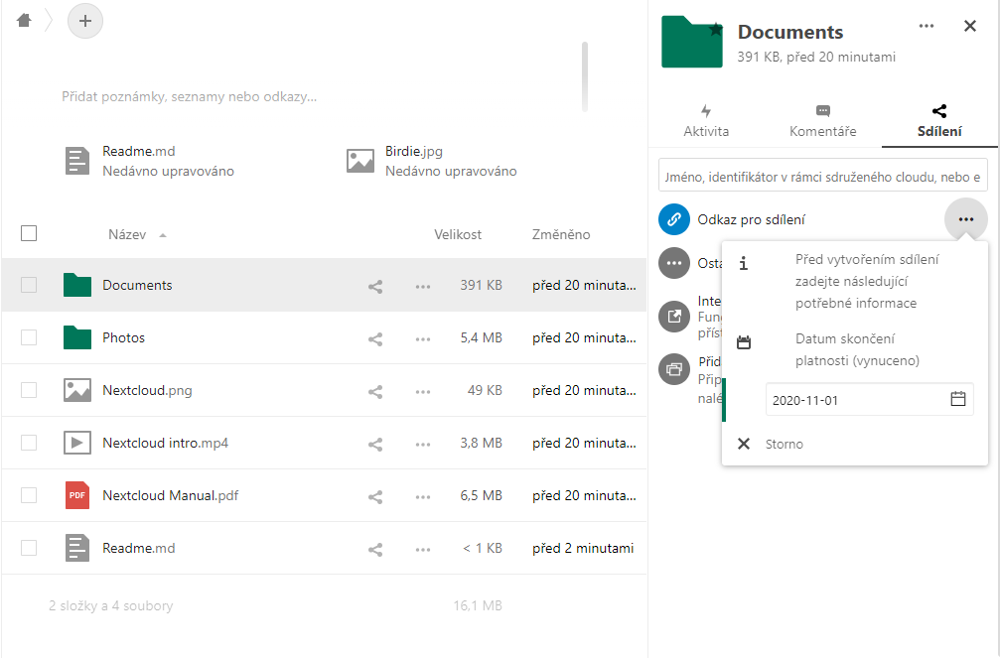 Přidat poznámky, seznamy nebo odkazy...
Readme.md
Nedávno upravováno
Birdie.jpg
Nedávno upravováno
Název Velikost Změněno
Documents 391 KB před 20 minuta...
Photos 5,4 MB před 20 minuta...
Nextcloud.png 49 KB před 20 minuta...
Nextcloud intro.mp4 3,8 MB před 20 minuta...
PDF Nextcloud Manual.pdf 6,5 MB před 20 minuta...
Readme.md < 1 KB před 2 minutami
2 složky a 4 soubory 16,1 MB
Documents
391 KB, před 20 minutami
Aktivita Komentáře Sdílení
Jméno, identifikátor v rámci sdruženého cloudu, nebo e
Odkaz pro sdílení
Osta
Inte
Fun
příst
Přid
Přip
nalé
Před vytvořením sdílení
zadejte následující
potřebné informace
Datum skončení
platnosti (vynuceno)
2020-11-01
Storno